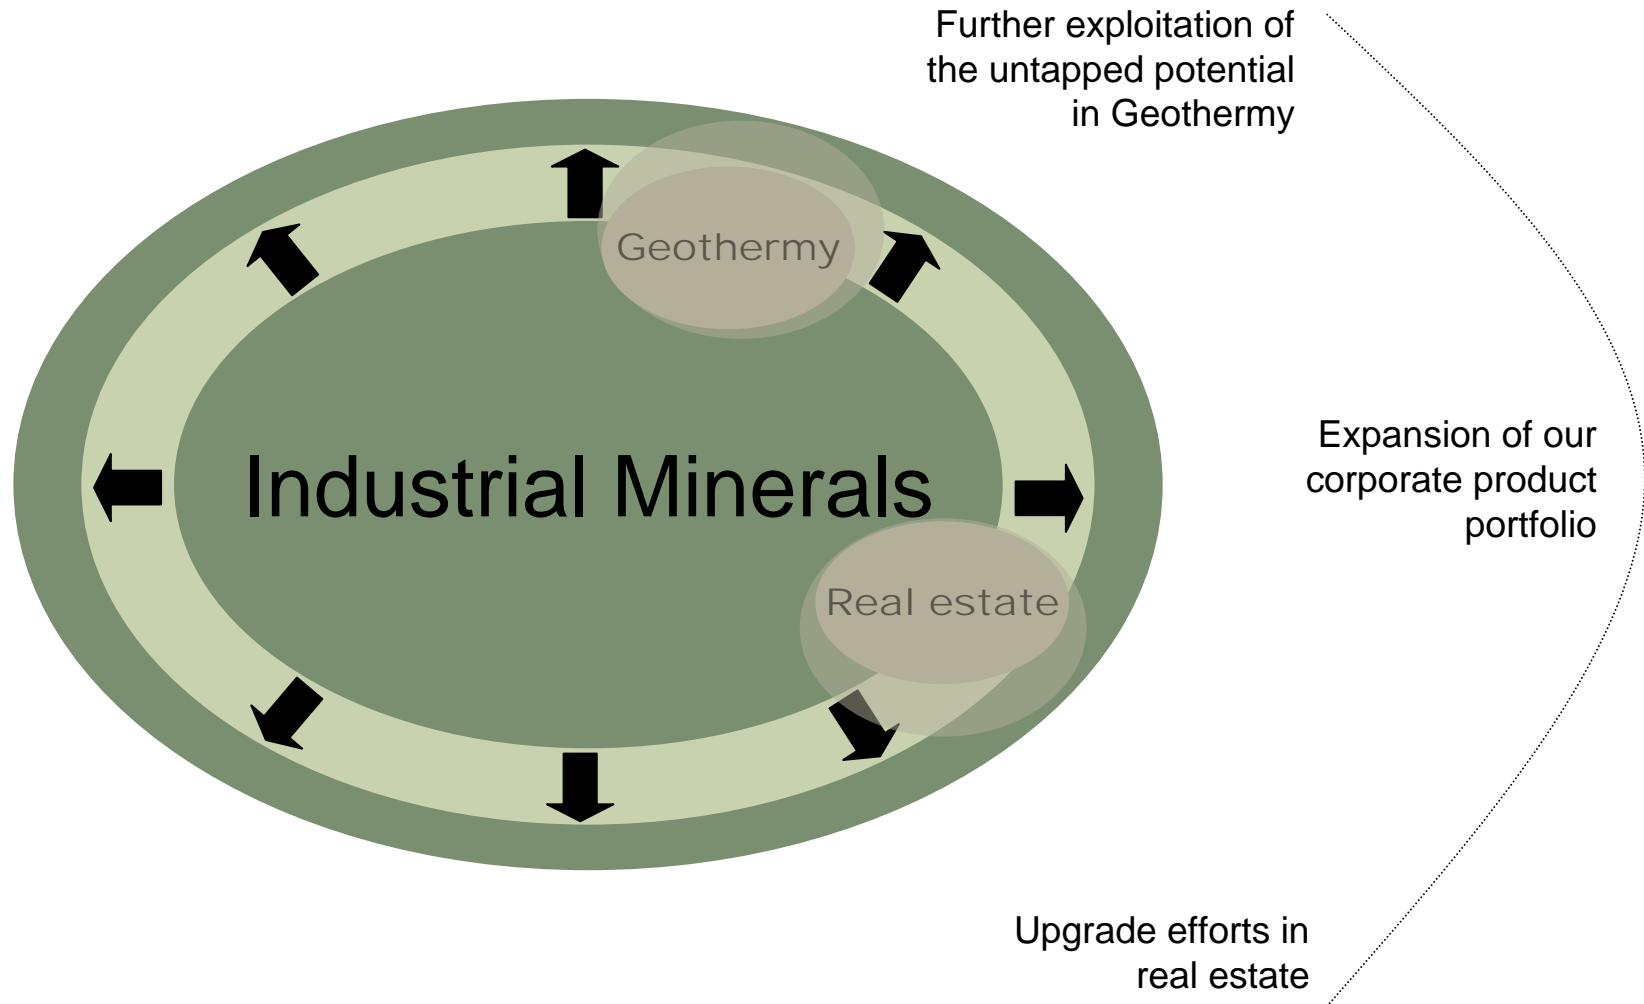 Further exploitation of
the untapped potential
in Geothermy
Geothermy
Expansion of our
corporate product
portfolio
Industrial Minerals
Real estate
Upgrade efforts in
real estate